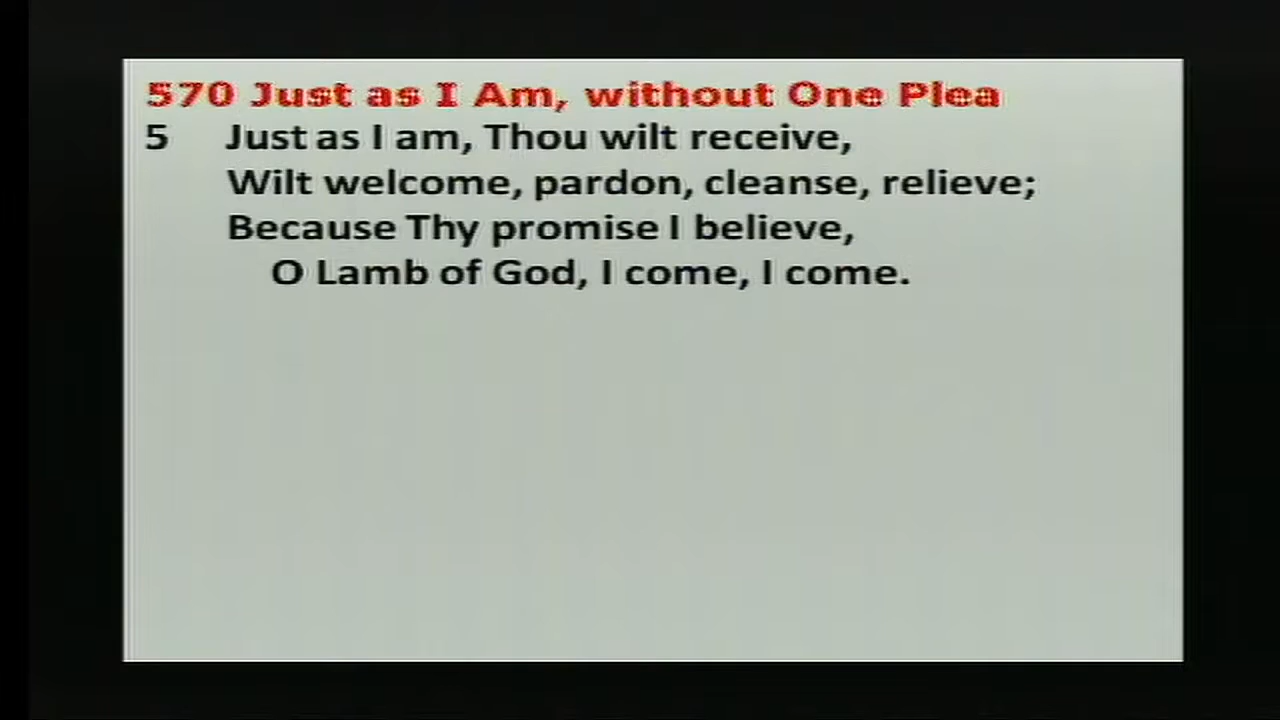 570 Just as I Am, without One Plea
5 Just as I am, Thou wilt receive,
Wilt welcome, pardon, cleanse, relieve;
Because Thy promise I believe,
O Lamb of God, I come, I come.